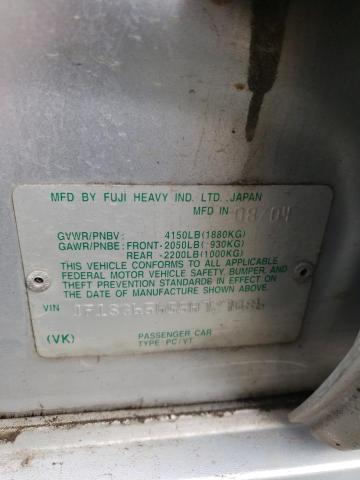 MFD BY FUJI HEAVY IND. LTD. JAPAN
MFD IN 08/04
GVWR/PNBV: 4150LB(1880KG)
GAWR/PNBE: FRONT-2050LB( 930KG)
REAR -2200LB(1000KG)
THIS VEHICLE CONFORMS TO ALL APPLICABLE
FEDERAL MOTOR VEHICLE SAFETY, BUMPER, AND
THEFT PREVENTION STANDARDS IN EFFECT ON
THE DATE OF MANUFACTURE SHOWN ABOVE.
VIN
(VK) PASSENGER CAR
TYPE PC/VT